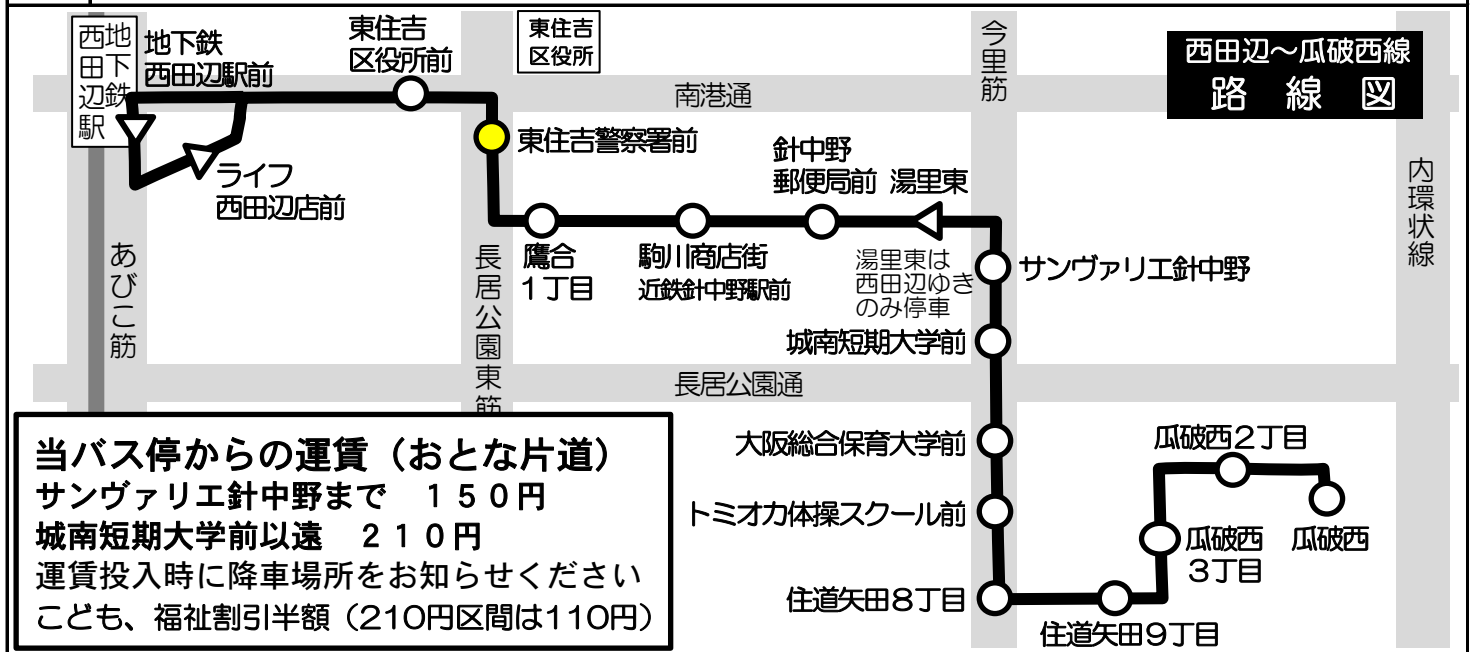 西田辺～瓜破西線
路線図
地下鉄
西田辺駅
地下鉄
西田辺駅前
東住吉
区役所前
東住吉
区役所
今里筋
南港通
東住吉警察署前
針中野
郵便局前
湯里東
内環状線
ライフ
西田辺店前
あびこ筋
長居公園東筋
鷹合
1丁目
駒川商店街
近鉄針中野駅前
湯里東は
西田辺ゆき
のみ停車
サンヴァリエ針中野
城南短期大学前
長居公園通
大阪総合保育大学前
トミオカ体操スクール前
住道矢田8丁目
住道矢田9丁目
瓜破西2丁目
瓜破西
3丁目
瓜破西
当バス停からの運賃（おとな片道）
サンヴァリエ針中野まで　１５０円
城南短期大学前以遠　２１０円
運賃投入時に降車場所をお知らせください
こども、福祉割引半額（210円区間は110円）